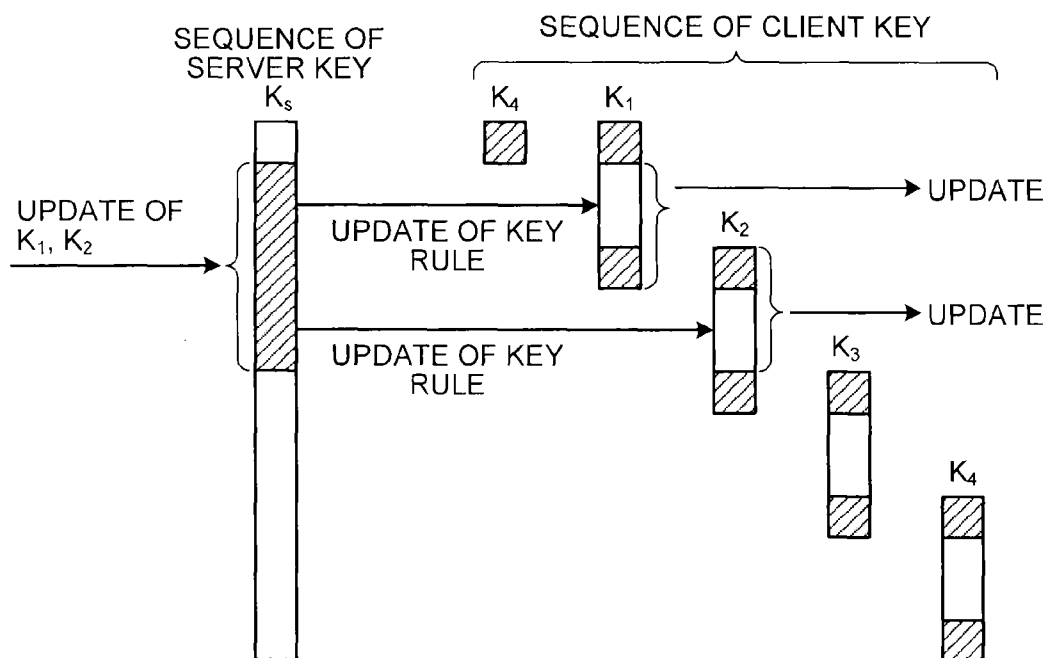 SEQUENCE OF
SERVER KEY
Kₛ
SEQUENCE OF CLIENT KEY
K₄
K₁
UPDATE OF
K₁, K₂
UPDATE OF KEY
RULE
UPDATE
K₂
UPDATE OF KEY
RULE
UPDATE
K₃
K₄